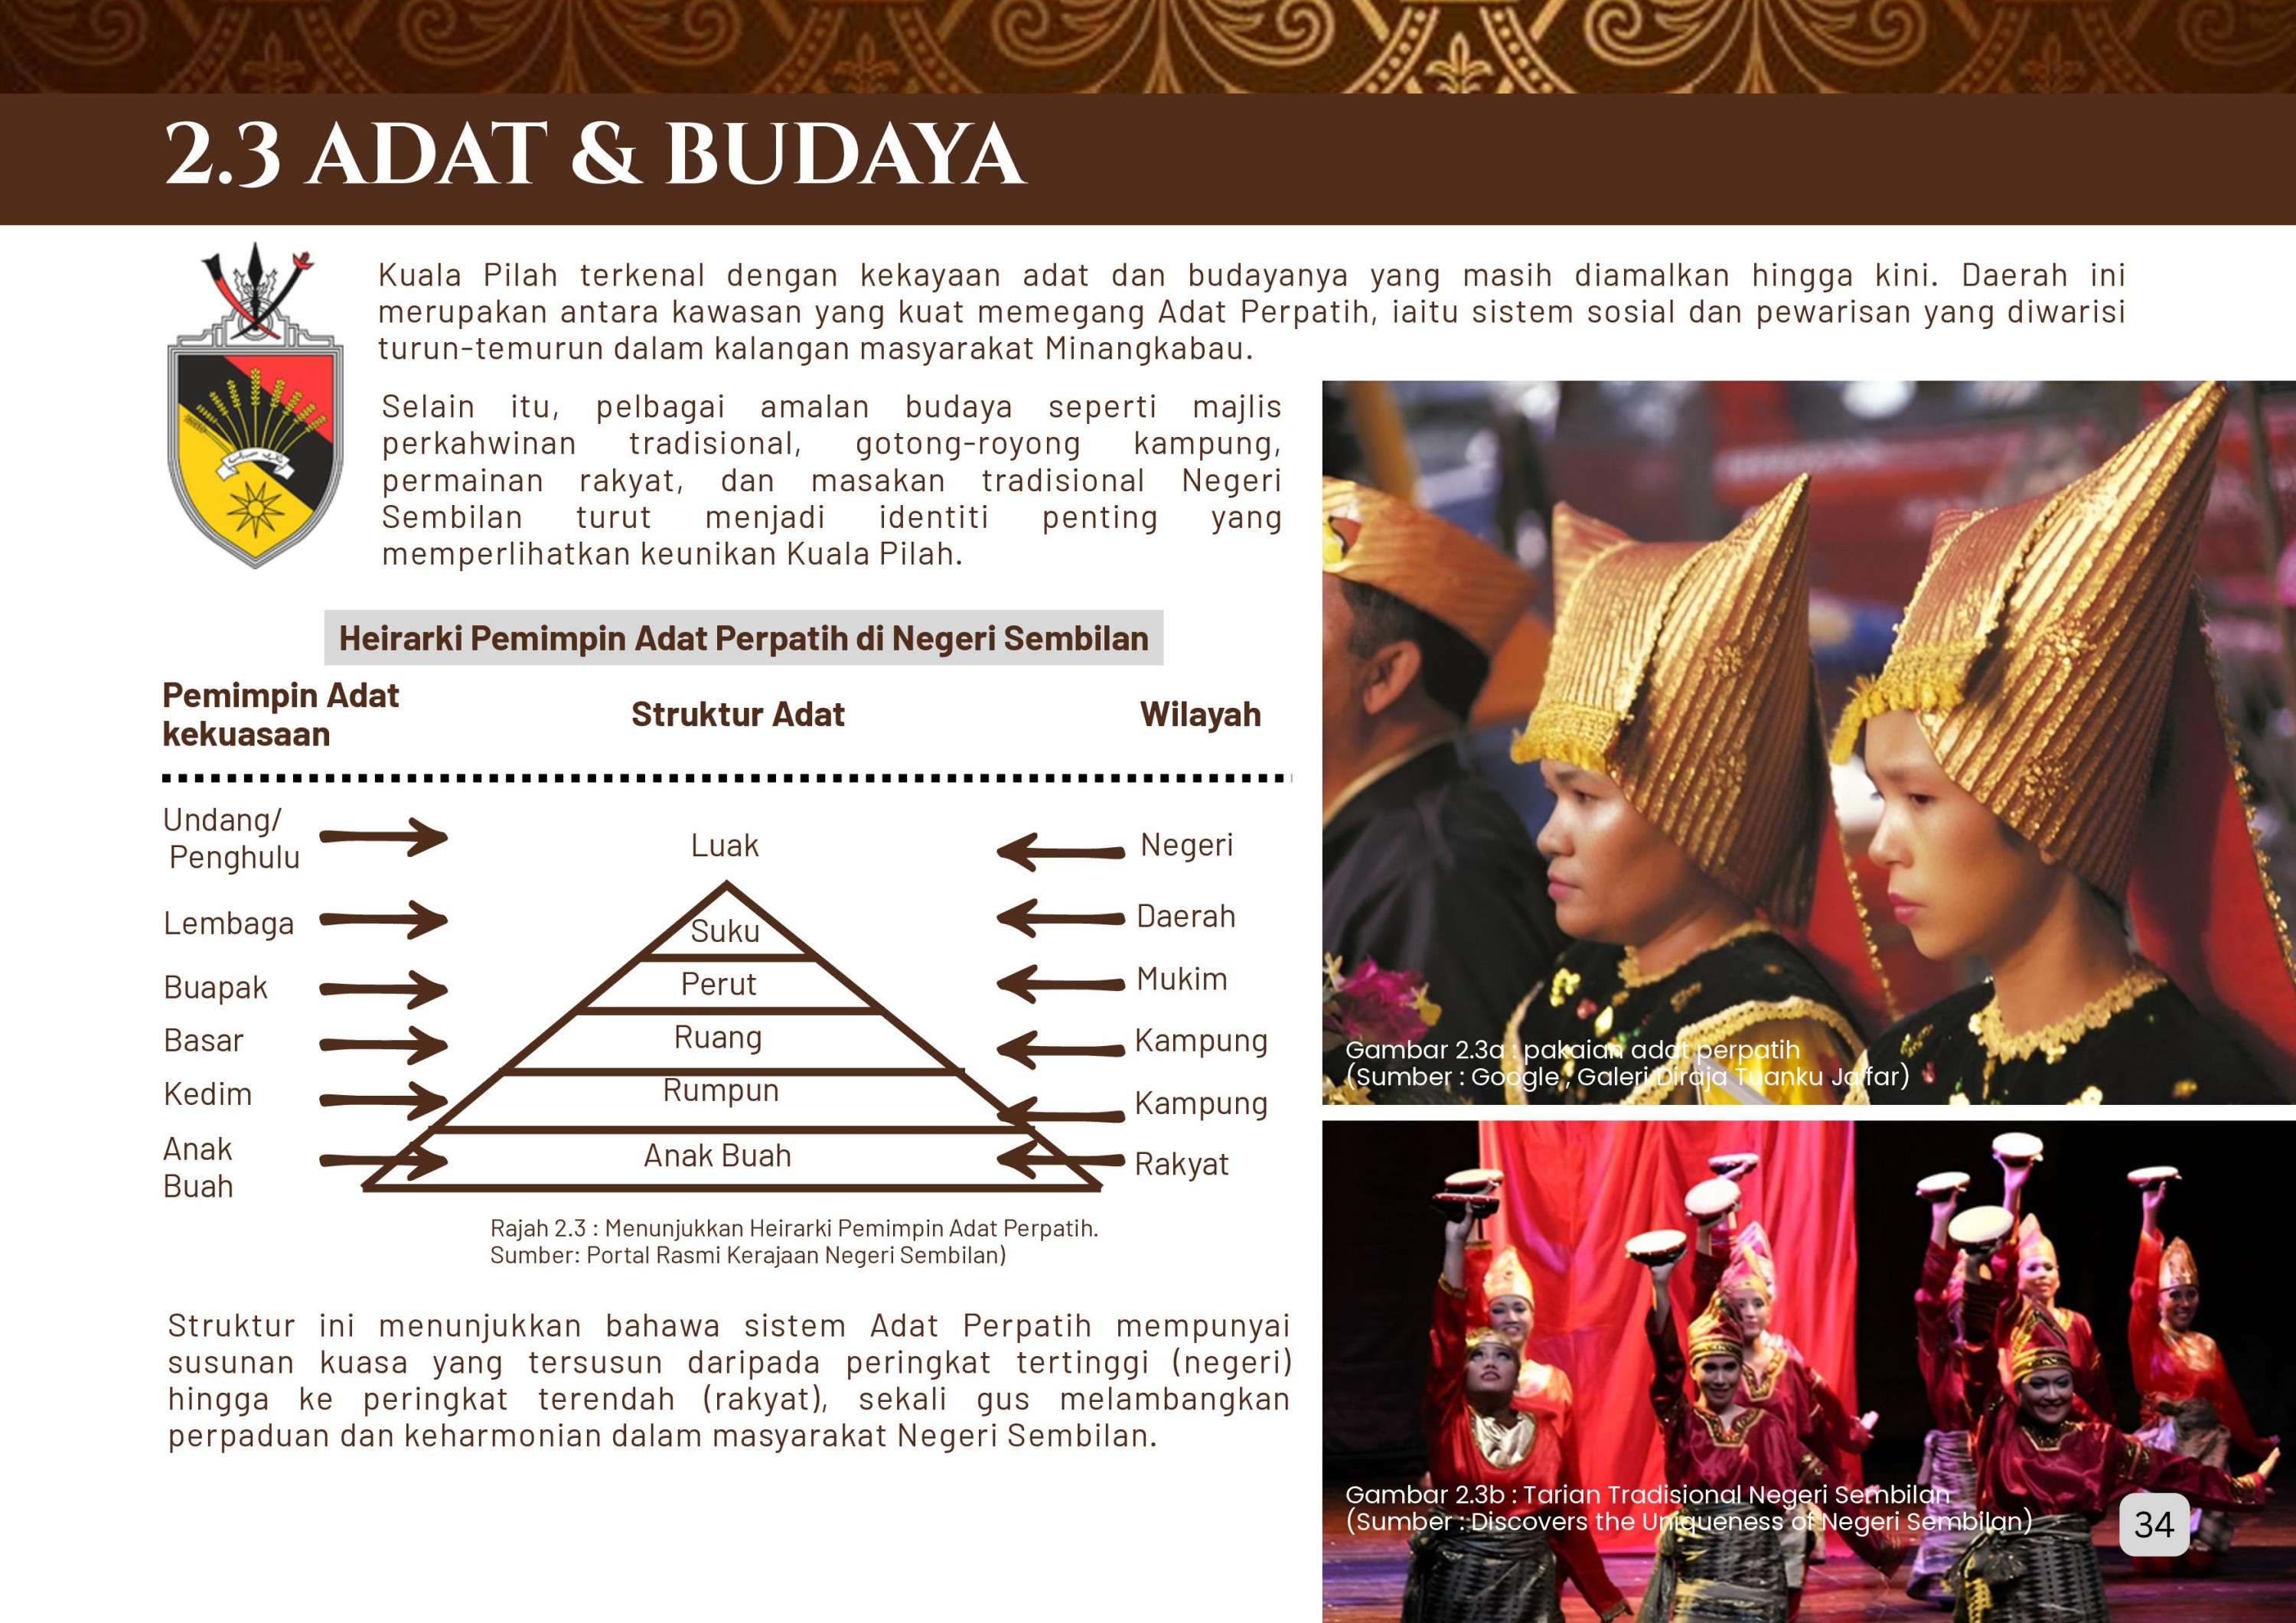 2.3 ADAT & BUDAYA
Kuala Pilah terkenal dengan kekayaan adat dan budayanya yang masih diamalkan hingga kini. Daerah ini
merupakan antara kawasan yang kuat memegang Adat Perpatih, iaitu sistem sosial dan pewarisan yang diwarisi
turun-temurun dalam kalangan masyarakat Minangkabau.
Selain itu, pelbagai amalan budaya seperti majlis
perkahwinan tradisional, gotong-royong kampung,
permainan rakyat, dan masakan tradisional Negeri
Sembilan turut menjadi identiti penting yang
memperlihatkan keunikan Kuala Pilah.
Heirarki Pemimpin Adat Perpatih di Negeri Sembilan
Pemimpin Adat
kekuasaan
Struktur Adat
Wilayah
Undang/
Penghulu
Luak
Negeri
Lembaga
Suku
Daerah
Buapak
Perut
Mukim
Basar
Ruang
Kampung
Kedim
Rumpun
Kampung
Anak
Buah
Anak Buah
Rakyat
Rajah 2.3 : Menunjukkan Heirarki Pemimpin Adat Perpatih.
Sumber: Portal Rasmi Kerajaan Negeri Sembilan)
Struktur ini menunjukkan bahawa sistem Adat Perpatih mempunyai
susunan kuasa yang tersusun daripada peringkat tertinggi (negeri)
hingga ke peringkat terendah (rakyat), sekali gus melambangkan
perpaduan dan keharmonian dalam masyarakat Negeri Sembilan.
Gambar 2.3a : pakaian adat perpatih
(Sumber : Google , Galeri Diraja Tuanku Jaffar)
Gambar 2.3b : Tarian Tradisional Negeri Sembilan
(Sumber : Discovers the Uniqueness of Negeri Sembilan)
34